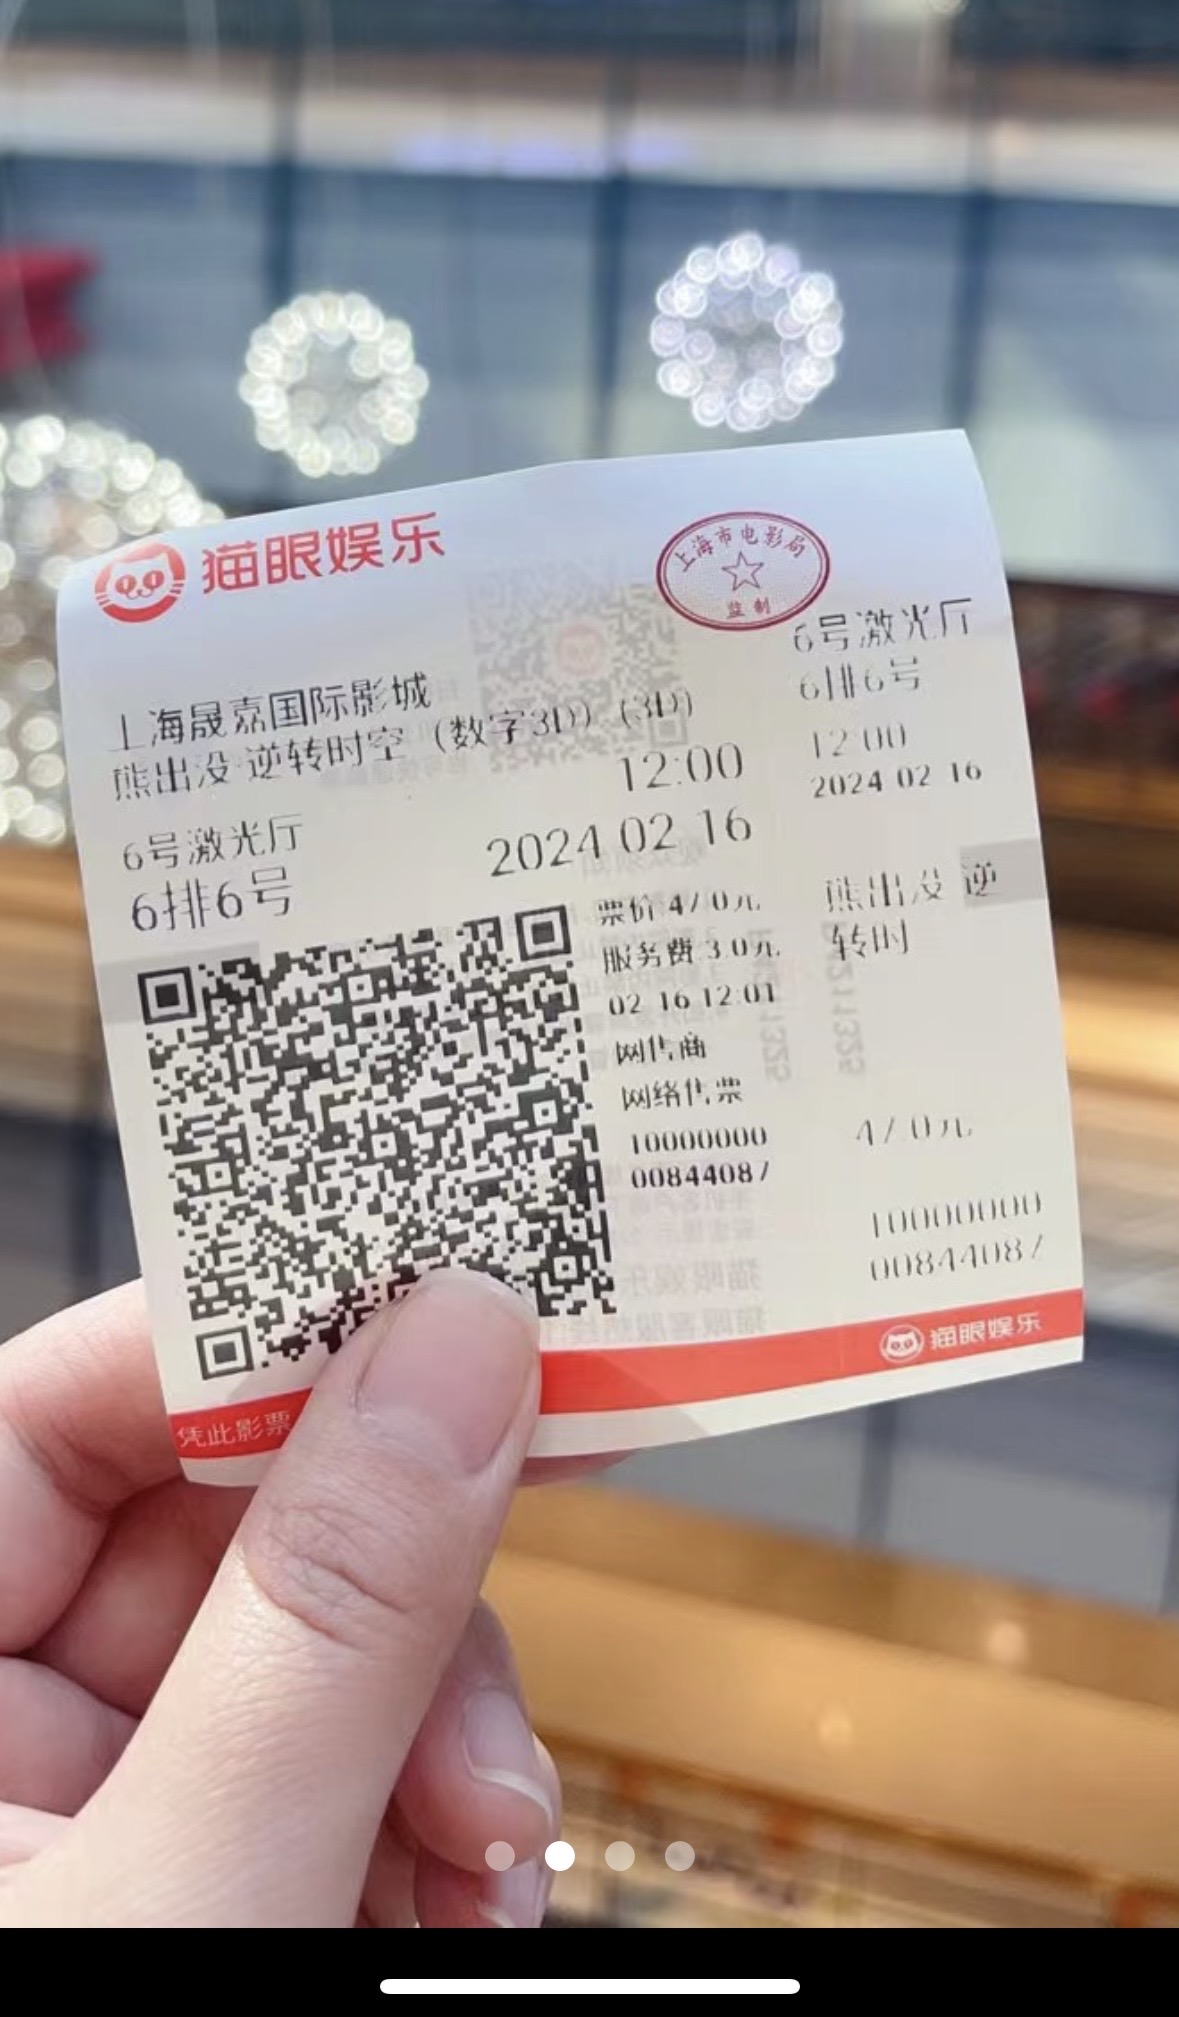 猫眼娱乐
上海市电影局
监制
上海晟嘉国际影城
熊出没·逆转时空（数字3D））（3D）
12:00
6号激光厅
2024 02 16
6排6号
票价 47.0元
服务费 3.0元
02 16 12:01
网售商
网络售票
10000000
00844087
6号激光厅
6排6号
12:00
2024 02 16
熊出没 逆
转时
47.0元
10000000
00844087
凭此影票
猫眼娱乐